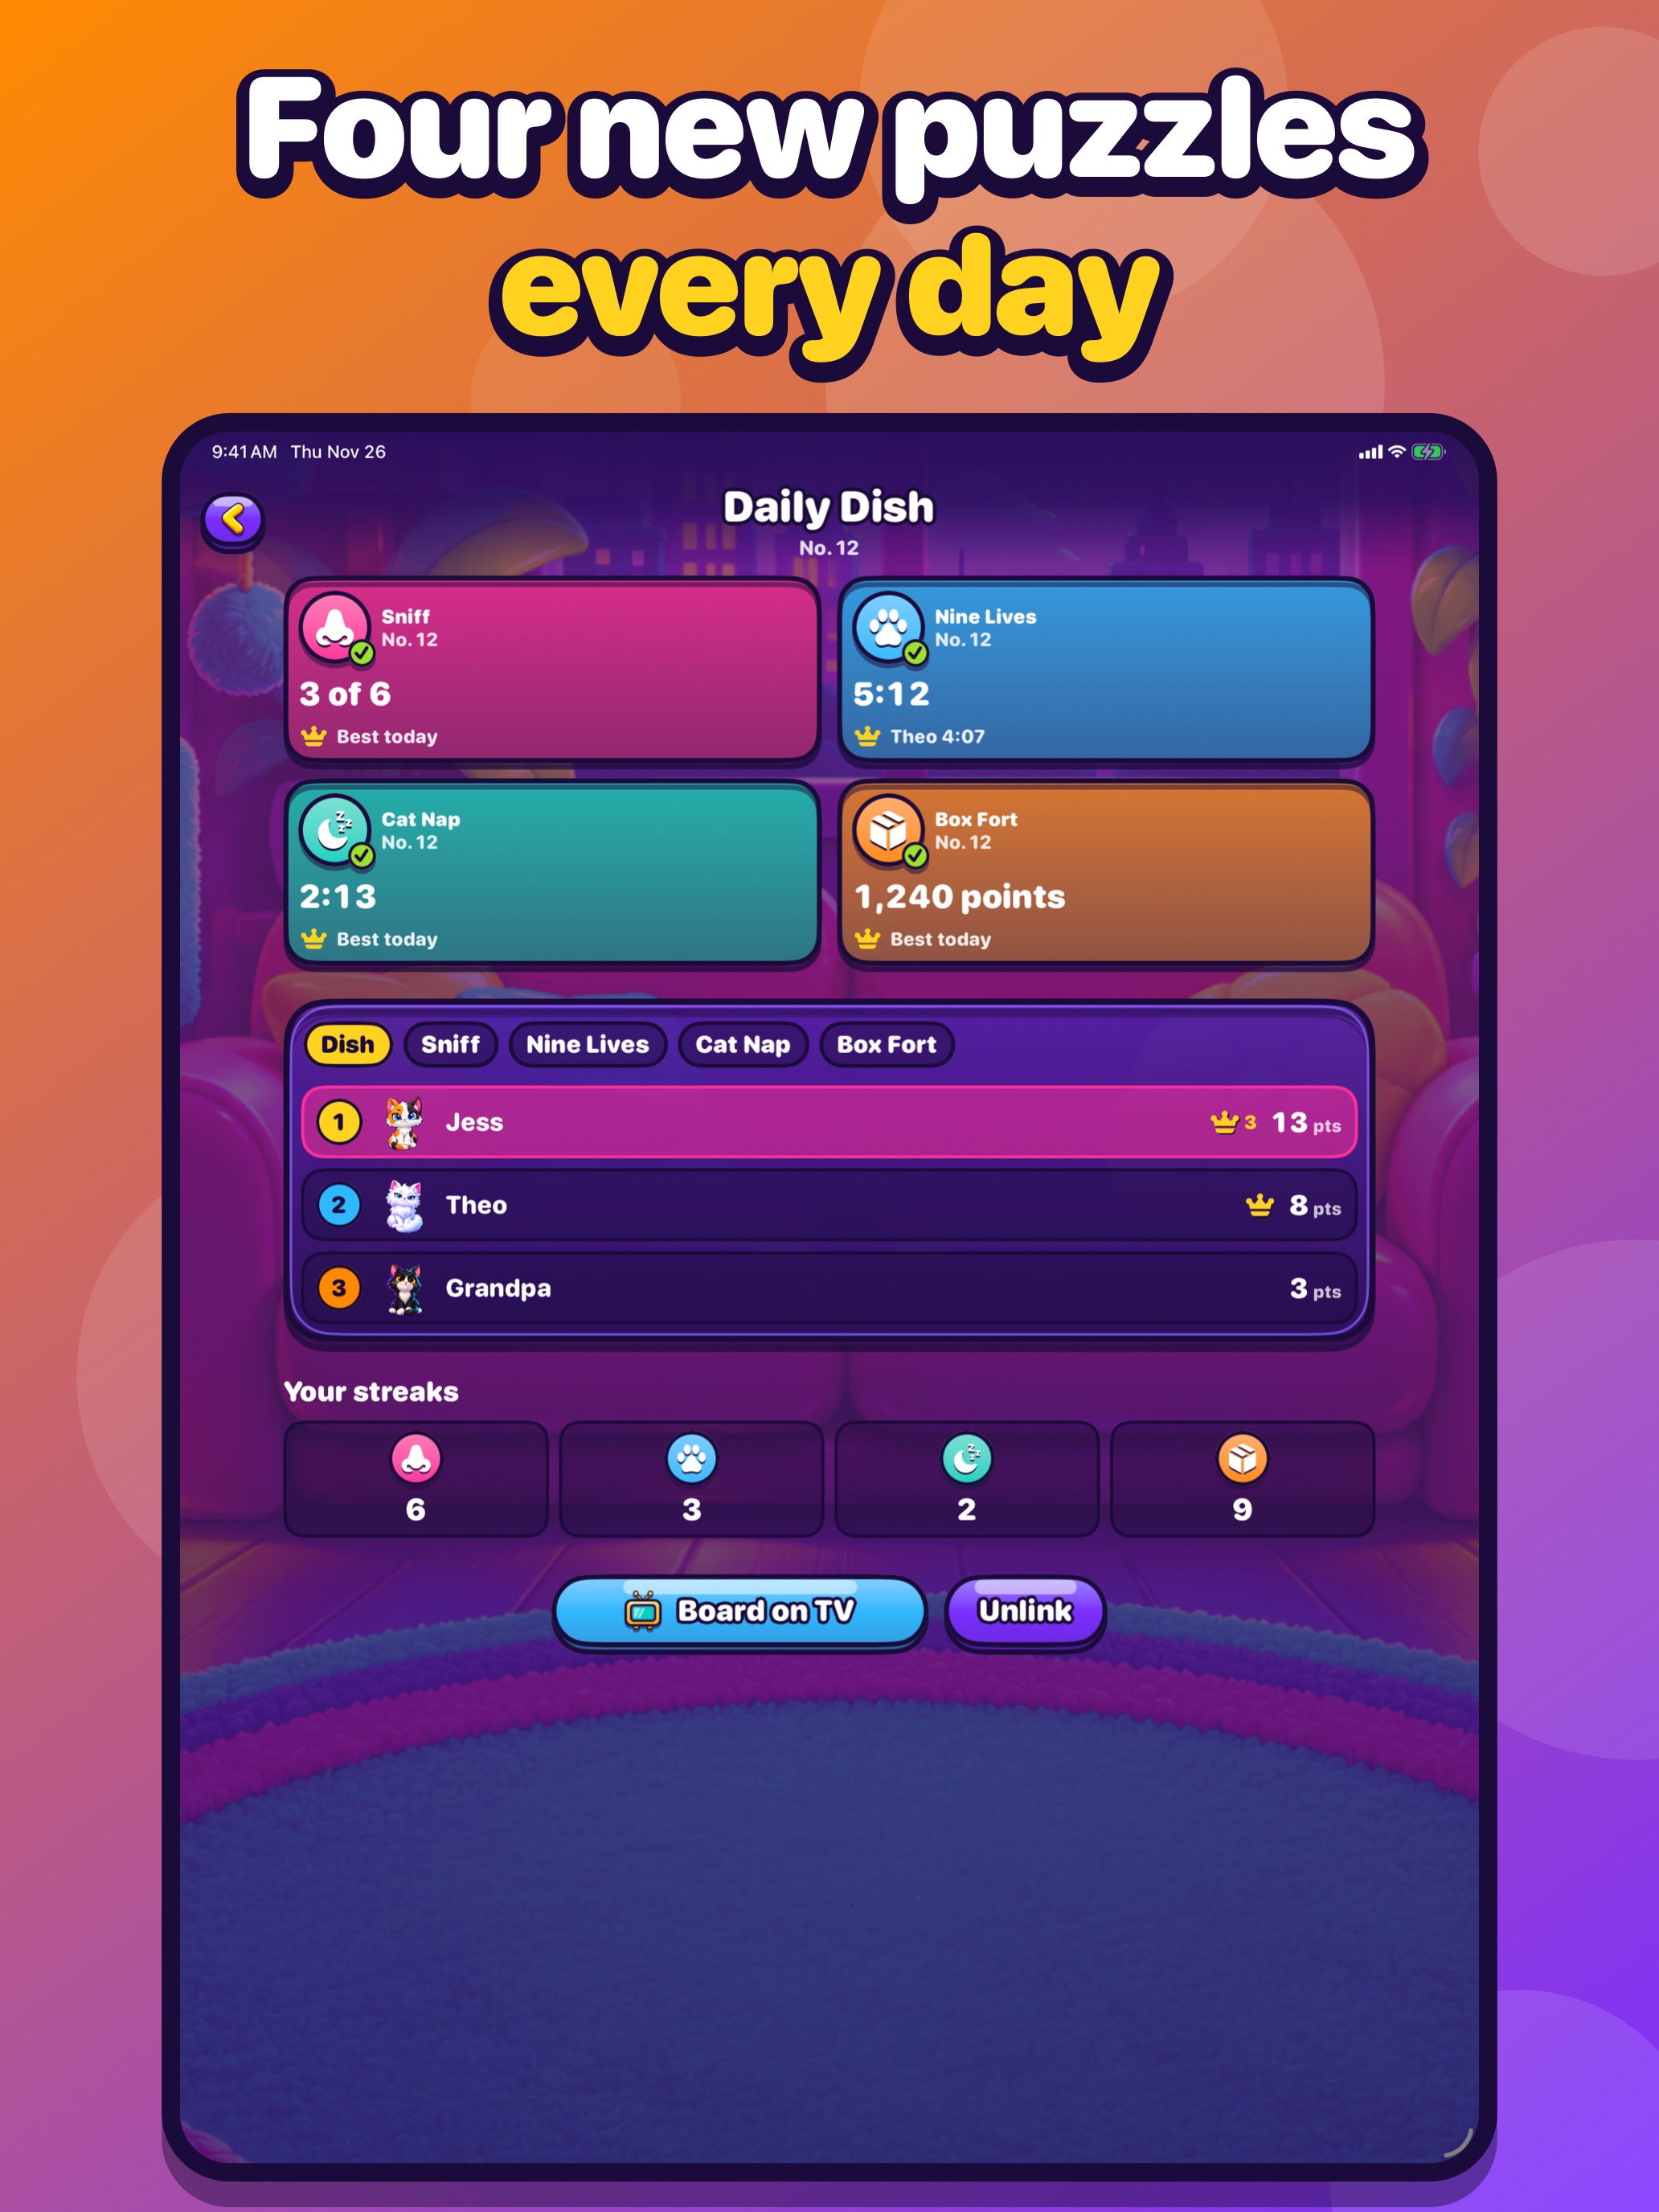 Four new puzzles
every day
9:41 AM Thu Nov 26
Daily Dish
No. 12
Sniff
No. 12
3 of 6
Best today
Nine Lives
No. 12
5:12
Theo 4:07
Cat Nap
No. 12
2:13
Best today
Box Fort
No. 12
1,240 points
Best today
Dish Sniff Nine Lives Cat Nap Box Fort
1 Jess 3 13 pts
2 Theo 8 pts
3 Grandpa 3 pts
Your streaks
6 3 2 9
Board on TV Unlink